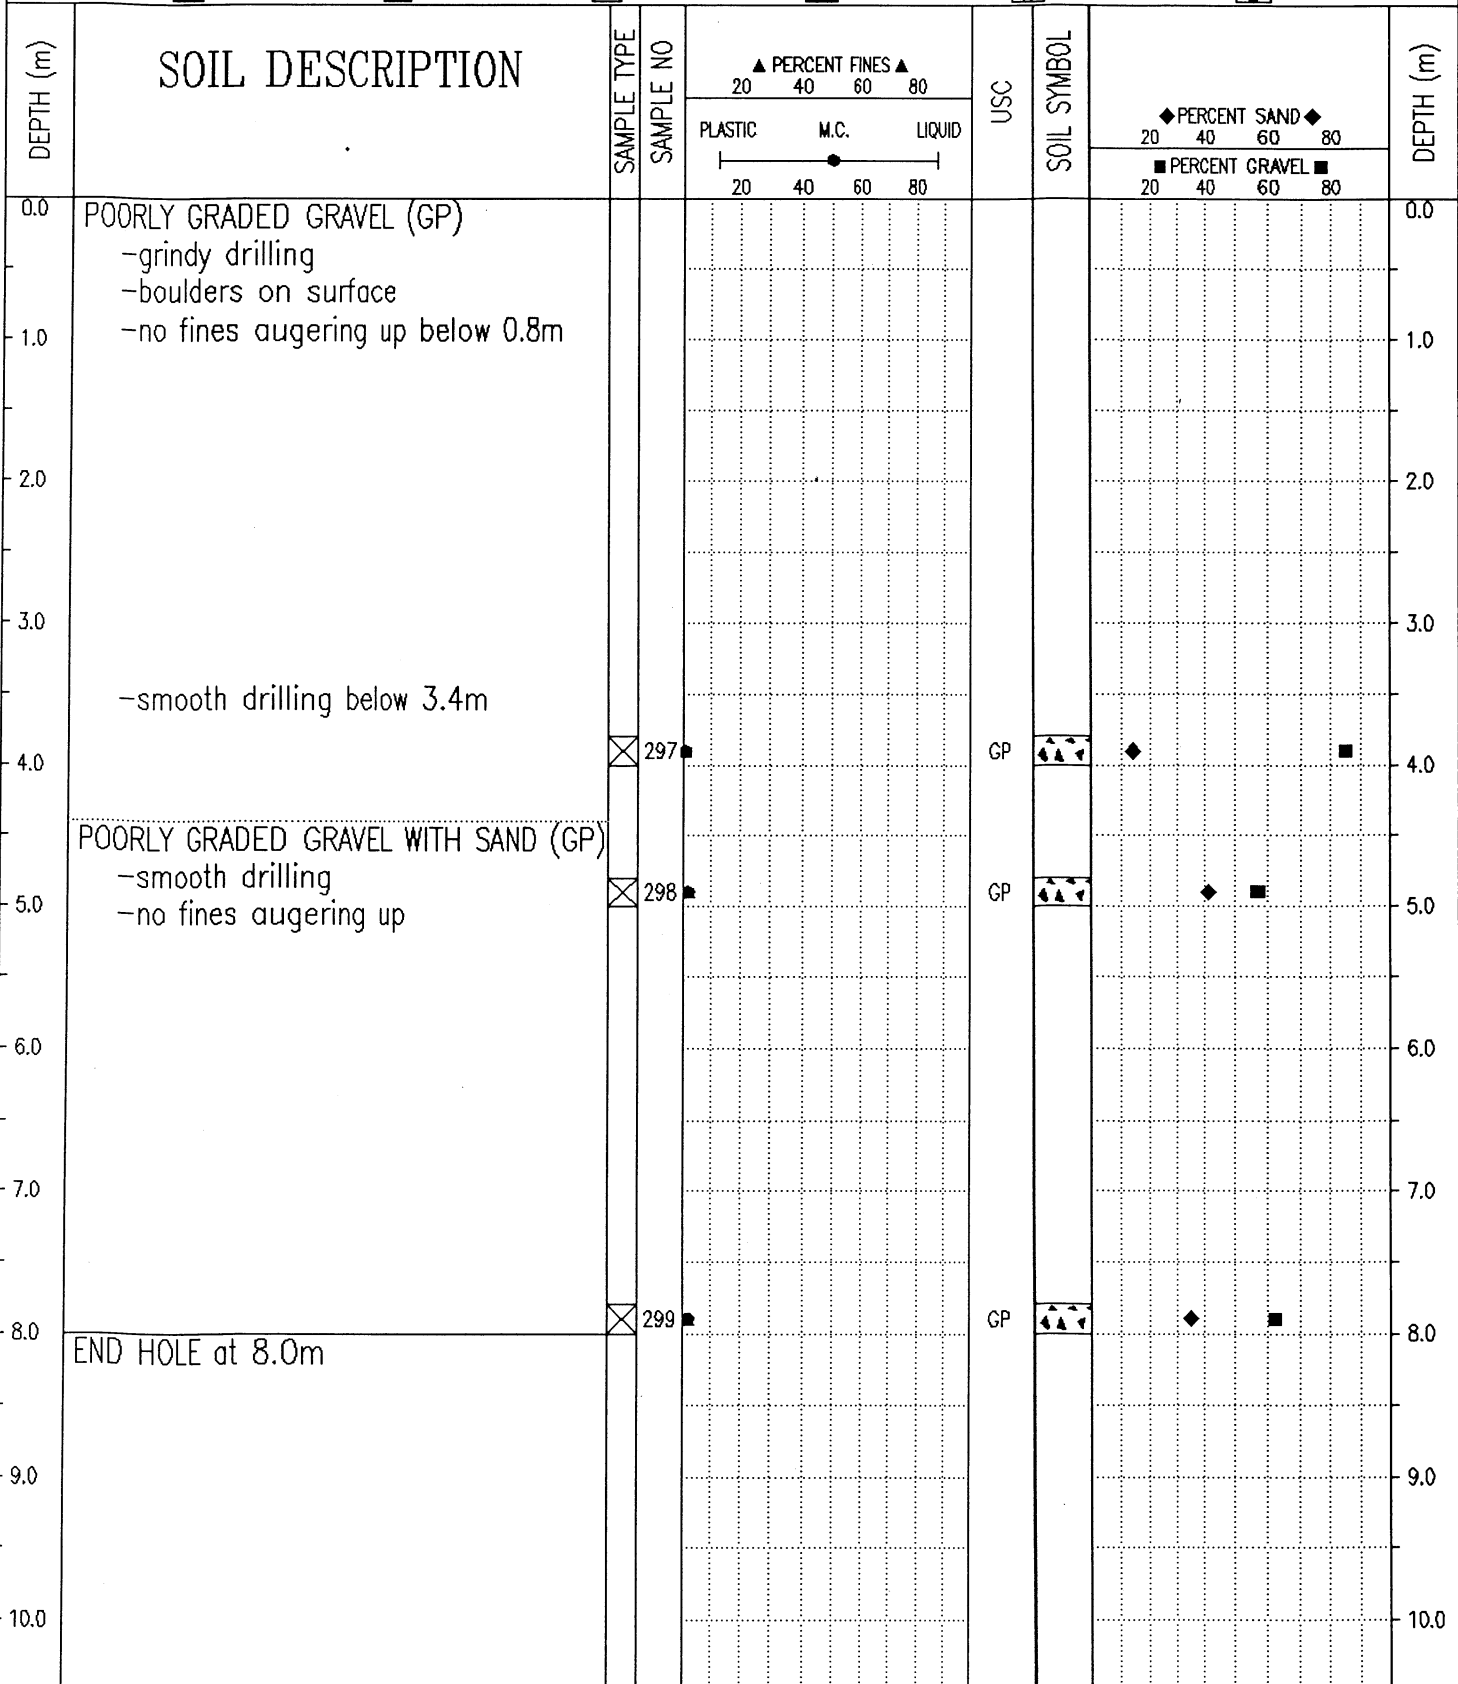 DEPTH (m)
SOIL DESCRIPTION
SAMPLE TYPE
SAMPLE NO
▲ PERCENT FINES ▲
20 40 60 80
PLASTIC M.C. LIQUID
20 40 60 80
USC
SOIL SYMBOL
◆PERCENT SAND◆
20 40 60 80
■PERCENT GRAVEL■
20 40 60 80
DEPTH (m)
0.0 POORLY GRADED GRAVEL (GP) 0.0
-grindy drilling
-boulders on surface
1.0 -no fines augering up below 0.8m 1.0
2.0 2.0
3.0 3.0
-smooth drilling below 3.4m
297 GP
4.0 4.0
POORLY GRADED GRAVEL WITH SAND (GP)
-smooth drilling
298 GP
5.0 -no fines augering up 5.0
6.0 6.0
7.0 7.0
299 GP
8.0 8.0
END HOLE at 8.0m
9.0 9.0
10.0 10.0